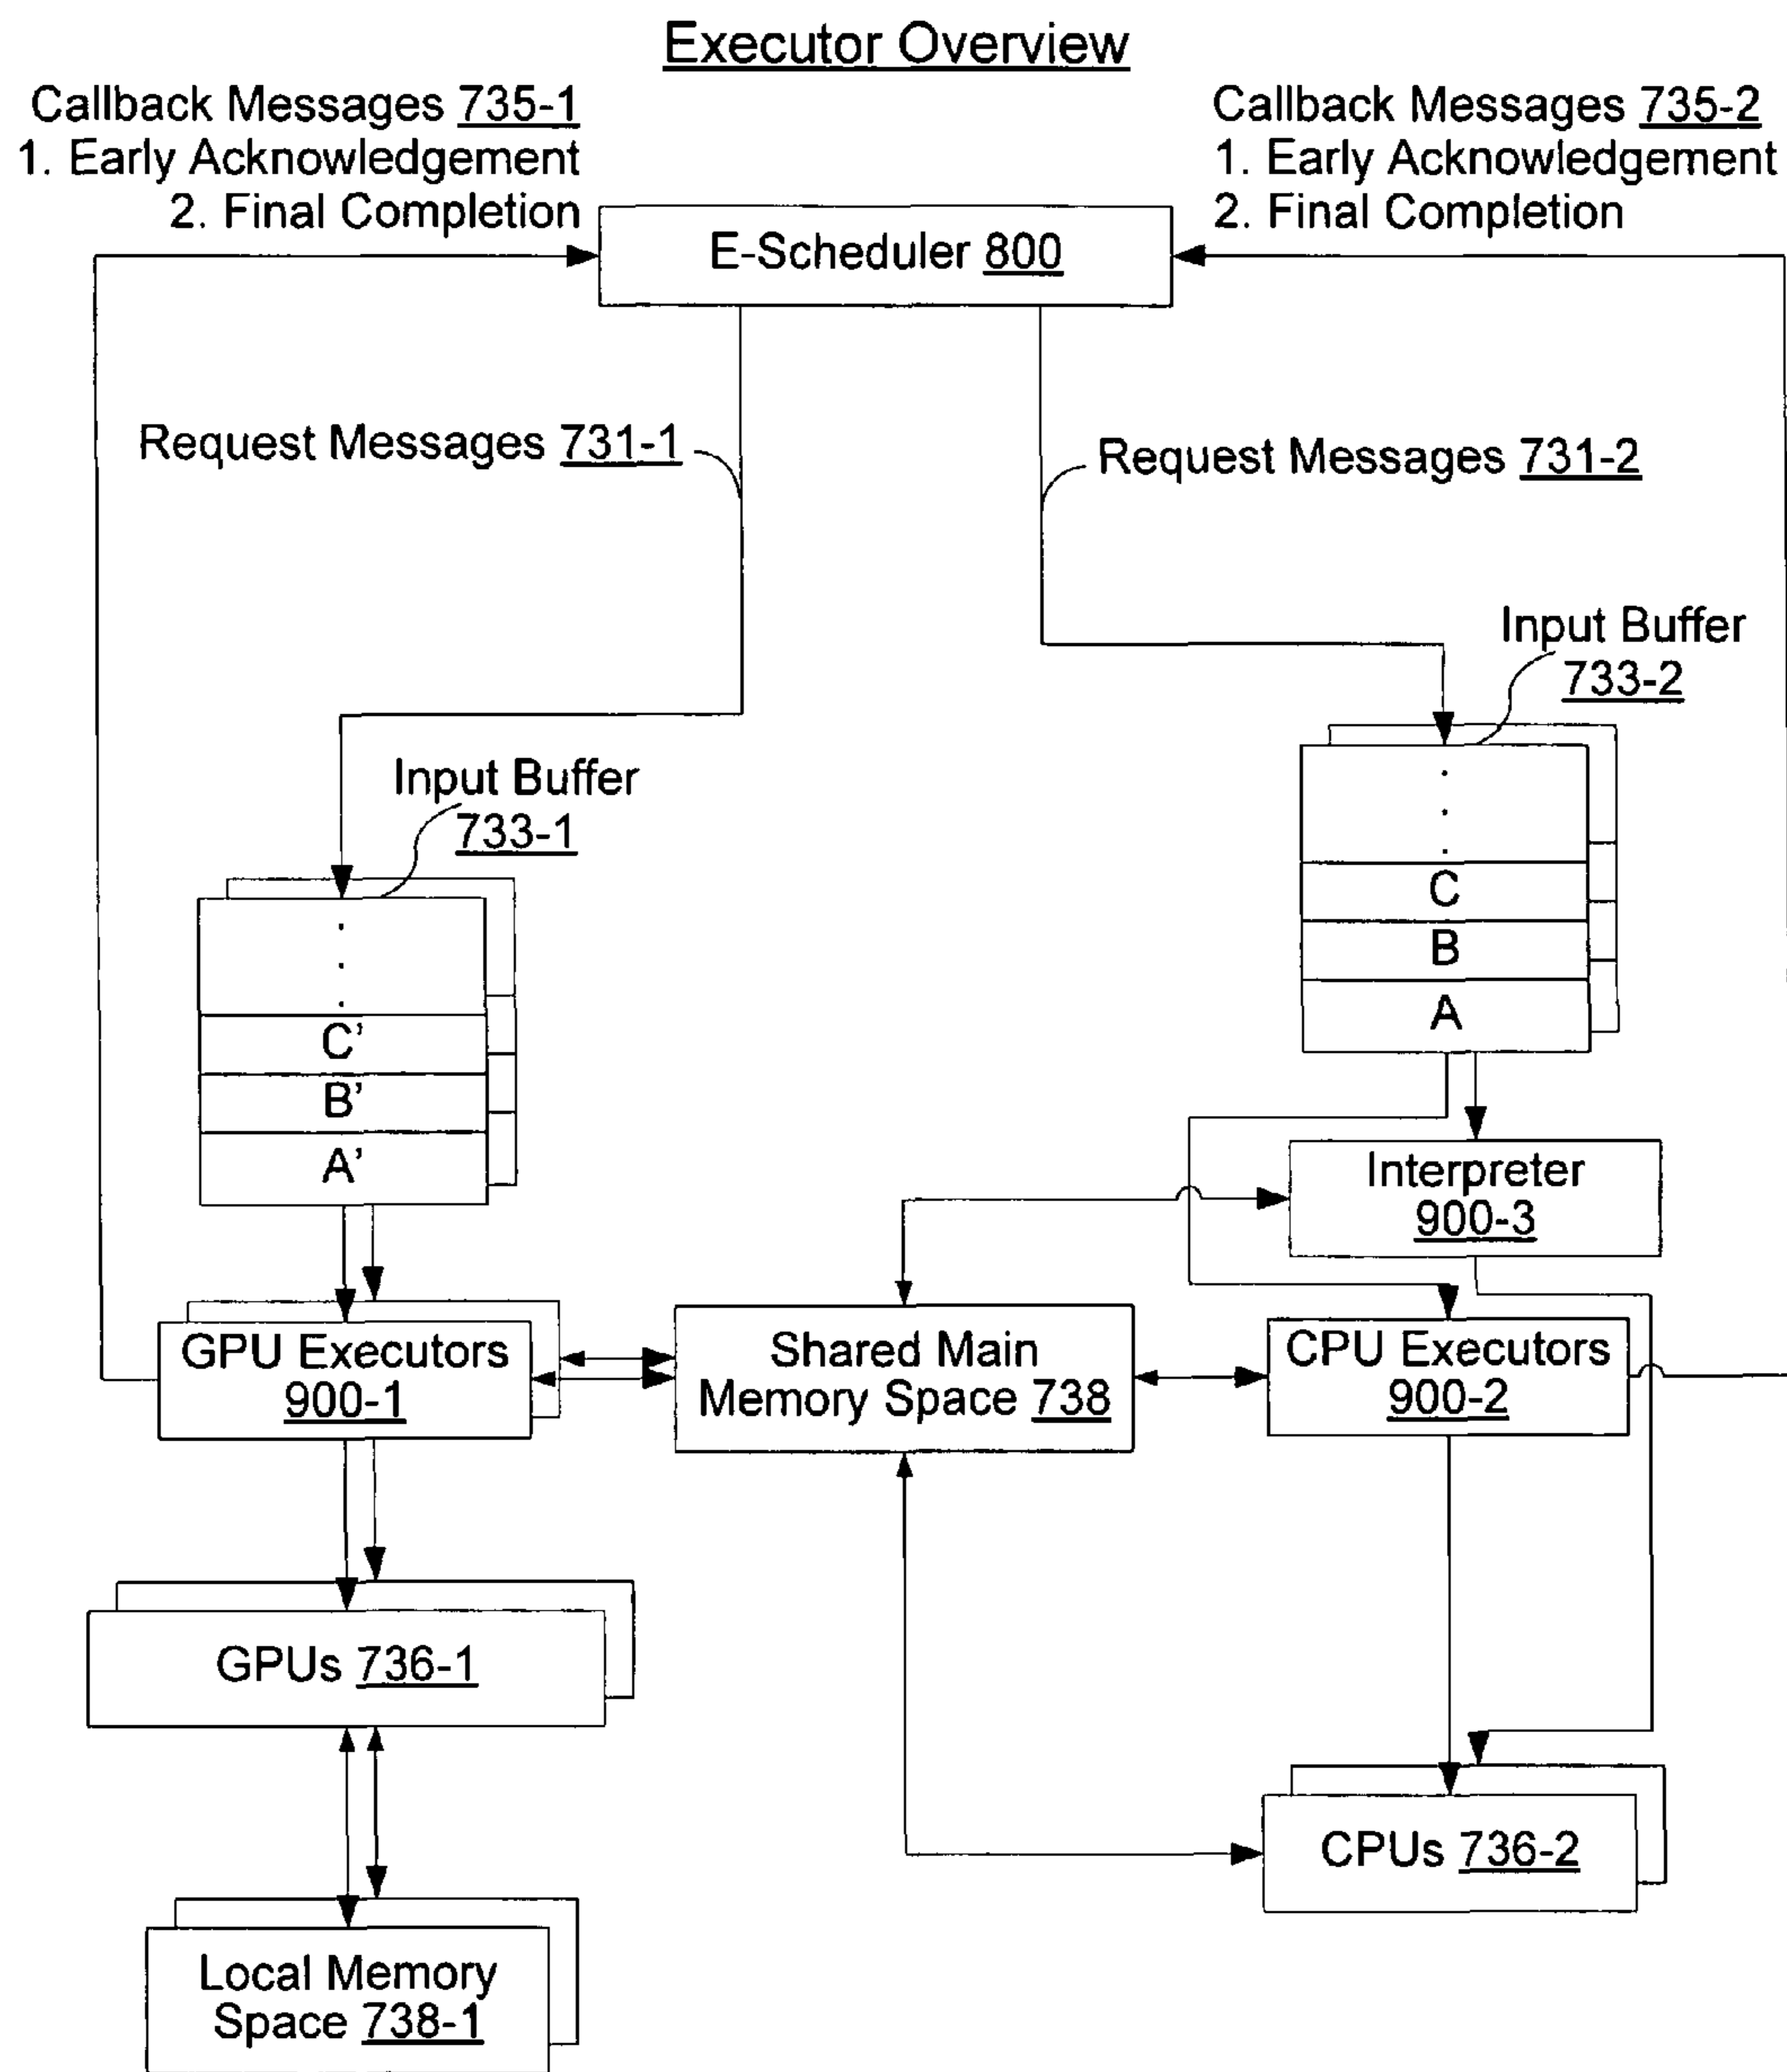 Executor Overview
Callback Messages 735-1
1. Early Acknowledgement
2. Final Completion
Callback Messages 735-2
1. Early Acknowledgement
2. Final Completion
E-Scheduler 800
Request Messages 731-1
Request Messages 731-2
Input Buffer
733-2
Input Buffer
733-1
C
B
A
C’
B’
A’
Interpreter
900-3
GPU Executors
900-1
Shared Main
Memory Space 738
CPU Executors
900-2
GPUs 736-1
CPUs 736-2
Local Memory
Space 738-1